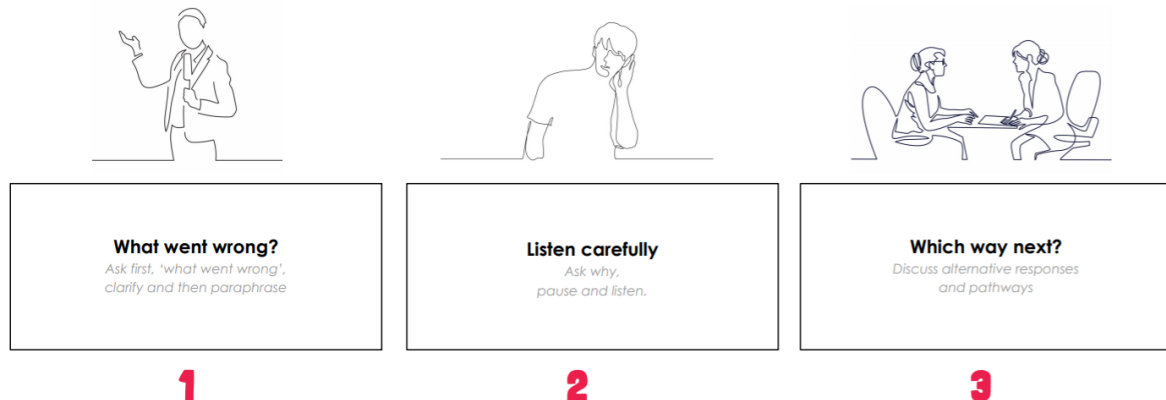 What went wrong?
Ask first, ‘what went wrong’,
clarify and then paraphrase
1
Listen carefully
Ask why,
pause and listen.
2
Which way next?
Discuss alternative responses
and pathways
3